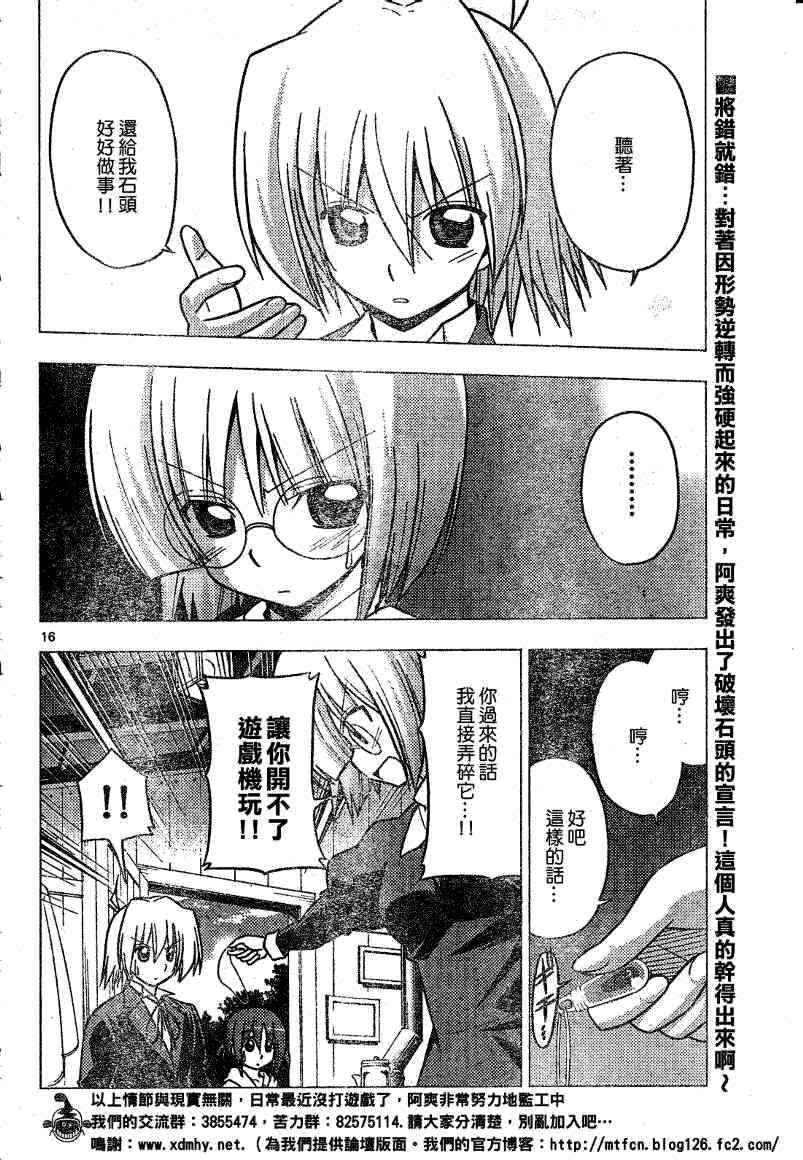 聽著…
還給我石頭
好好做事!!
………
哼…
哼…
好吧
這樣的話…
你過來的話
我直接弄碎它…!!
讓你開不了
遊戲機玩!!
!!
將錯就錯…對著因形勢逆轉而強硬起來的日常，阿爽發出了破壞石頭的宣言！這個人真的幹得出來啊~
16
以上情節與現實無關，日常最近沒打遊戲了，阿爽非常努力地監工中
我們的交流群：3855474，苦力群：82575114.請大家分清楚，別亂加入吧…
鳴謝：www.xdmhy.net.（為我們提供論壇版面。我們的官方博客：http://mtfcn.blog126.fc2.com/